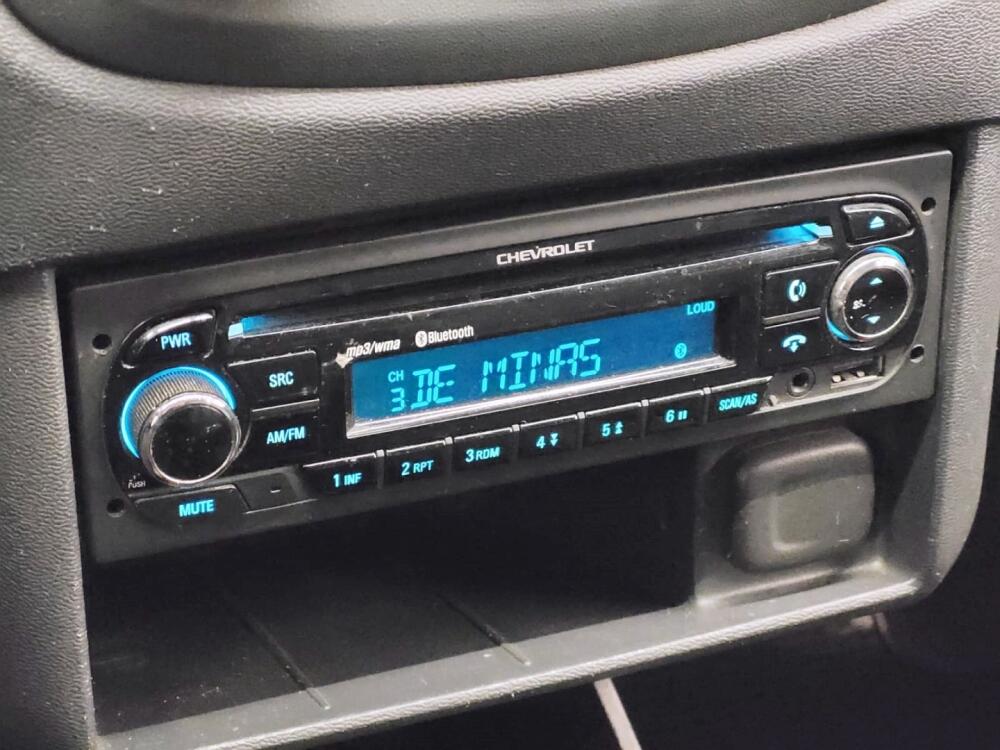 CHEVROLET
PWR
mp3/wma Bluetooth
LOUD
SRC
CH
3 DE MINAS
AM/FM
1 INF 2 RPT 3 RDM 4 5 6 SCAN/AS
PUSH
MUTE